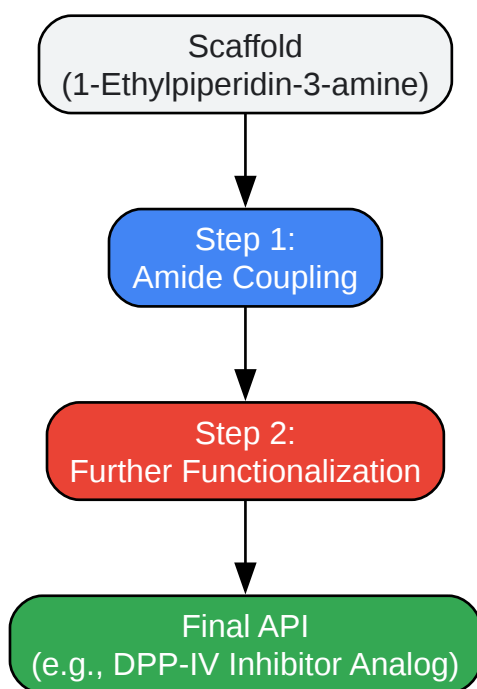 Scaffold
(1-Ethylpiperidin-3-amine)
Step 1:
Amide Coupling
Step 2:
Further Functionalization
Final API
(e.g., DPP-IV Inhibitor Analog)